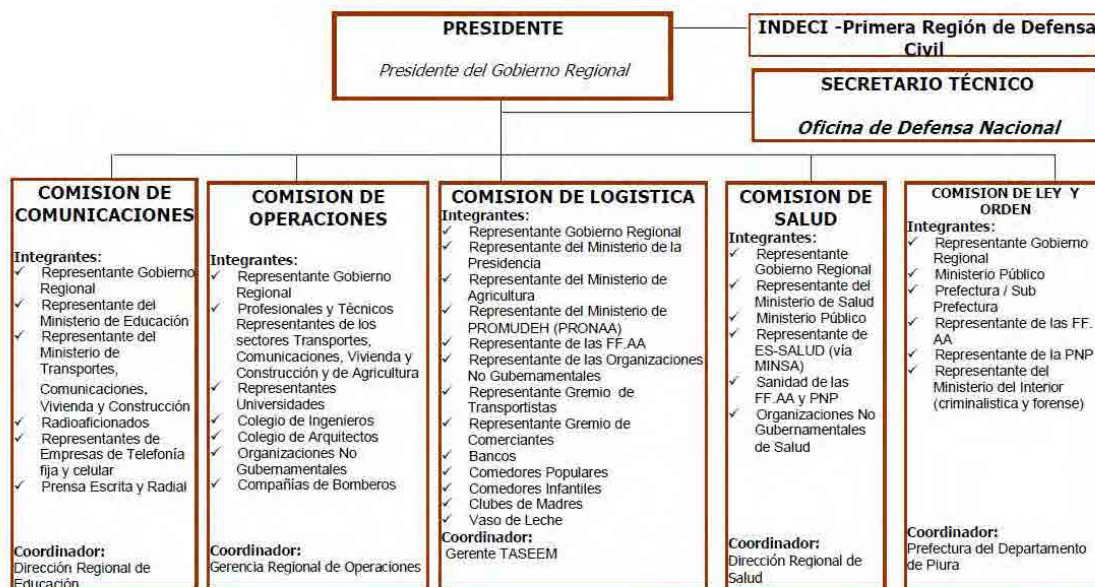 PRESIDENTE
Presidente del Gobierno Regional
INDECI -Primera Región de Defensa
Civil
SECRETARIO TÉCNICO
Oficina de Defensa Nacional
COMISION DE
COMUNICACIONES
Integrantes:
✓ Representante Gobierno
Regional
✓ Representante del
Ministerio de Educación
✓ Representante del
Ministerio de
Transportes,
Comunicaciones,
Vivienda y Construcción
✓ Radioaficionados
✓ Representantes de
Empresas de Telefonía
fija y celular
✓ Prensa Escrita y Radial
Coordinador:
Dirección Regional de
Educación
COMISION DE
OPERACIONES
Integrantes:
✓ Representante Gobierno
Regional
✓ Profesionales y Técnicos
Representantes de los
sectores Transportes,
Comunicaciones, Vivienda y
Construcción y de Agricultura
✓ Representantes
Universidades
✓ Colegio de Ingenieros
✓ Colegio de Arquitectos
✓ Organizaciones No
Gubernamentales
✓ Compañías de Bomberos
Coordinador:
Gerencia Regional de Operaciones
COMISION DE LOGISTICA
Integrantes:
✓ Representante Gobierno Regional
✓ Representante del Ministerio de la
Presidencia
✓ Representante del Ministerio de
Agricultura
✓ Representante del Ministerio de
PROMUDEH (PRONAA)
✓ Representante de las FF.AA
✓ Representante de las Organizaciones
No Gubernamentales
✓ Representante Gremio de
Transportistas
✓ Representante Gremio de
Comerciantes
✓ Bancos
✓ Comedores Populares
✓ Comedores Infantiles
✓ Clubes de Madres
✓ Vaso de Leche
Coordinador:
Gerente TASEEM
COMISION DE
SALUD
Integrantes:
✓ Representante
Gobierno Regional
✓ Representante del
Ministerio de Salud
✓ Ministerio Público
✓ Representante de
ES-SALUD (vía
MINSA)
✓ Sanidad de las
FF.AA y PNP
✓ Organizaciones No
Gubernamentales
de Salud
Coordinador:
Dirección Regional de
Salud
COMISION DE LEY Y
ORDEN
Integrantes:
✓ Representante Gobierno
Regional
✓ Ministerio Público
✓ Prefectura / Sub
Prefectura
✓ Representante de las FF.
AA
✓ Representante de la PNP
✓ Representante del
Ministerio del Interior
(criminalistica y forense)
Coordinador:
Prefectura del Departamento
de Piura